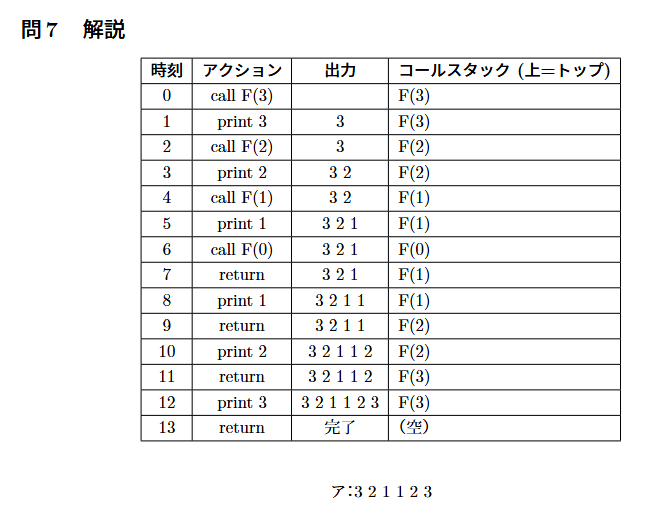 問7 解説
時刻 アクション 出力 コールスタック (上=トップ)
0 call F(3) F(3)
1 print 3 3 F(3)
2 call F(2) 3 F(2)
3 print 2 3 2 F(2)
4 call F(1) 3 2 F(1)
5 print 1 3 2 1 F(1)
6 call F(0) 3 2 1 F(0)
7 return 3 2 1 F(1)
8 print 1 3 2 1 1 F(1)
9 return 3 2 1 1 F(2)
10 print 2 3 2 1 1 2 F(2)
11 return 3 2 1 1 2 F(3)
12 print 3 3 2 1 1 2 3 F(3)
13 return 完了 (空)
ア:3 2 1 1 2 3